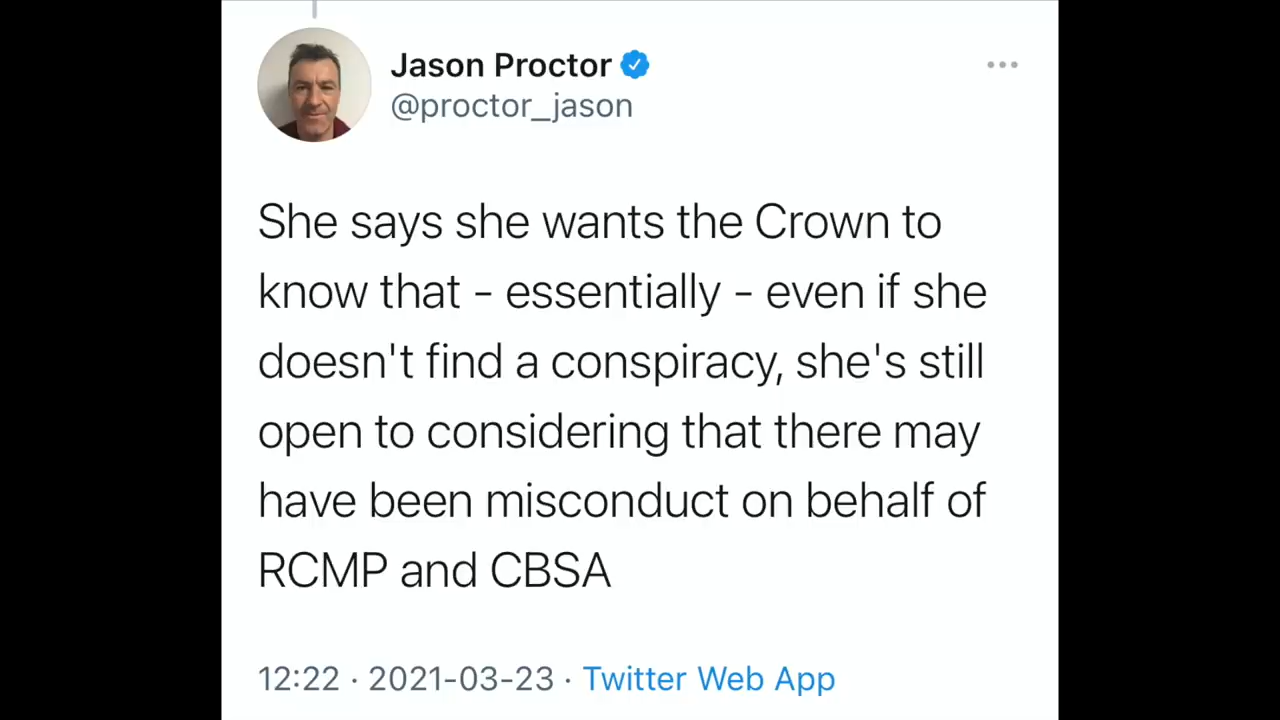 Jason Proctor
@proctor_jason
She says she wants the Crown to
know that - essentially - even if she
doesn't find a conspiracy, she's still
open to considering that there may
have been misconduct on behalf of
RCMP and CBSA
12:22 · 2021-03-23 · Twitter Web App